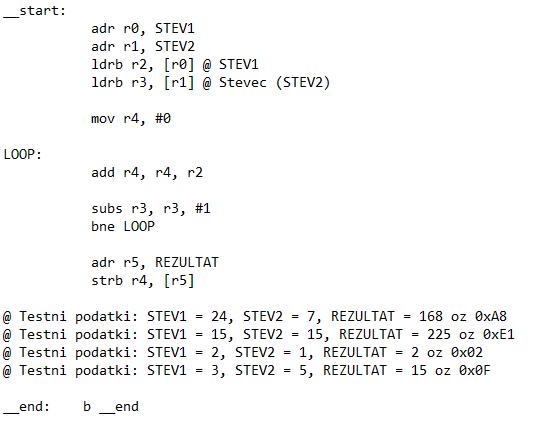 __start:
adr r0, STEV1
adr r1, STEV2
ldrb r2, [r0] @ STEV1
ldrb r3, [r1] @ Stevec (STEV2)
mov r4, #0
LOOP:
add r4, r4, r2
subs r3, r3, #1
bne LOOP
adr r5, REZULTAT
strb r4, [r5]
@ Testni podatki: STEV1 = 24, STEV2 = 7, REZULTAT = 168 oz 0xA8
@ Testni podatki: STEV1 = 15, STEV2 = 15, REZULTAT = 225 oz 0xE1
@ Testni podatki: STEV1 = 2, STEV2 = 1, REZULTAT = 2 oz 0x02
@ Testni podatki: STEV1 = 3, STEV2 = 5, REZULTAT = 15 oz 0x0F
__end: b __end